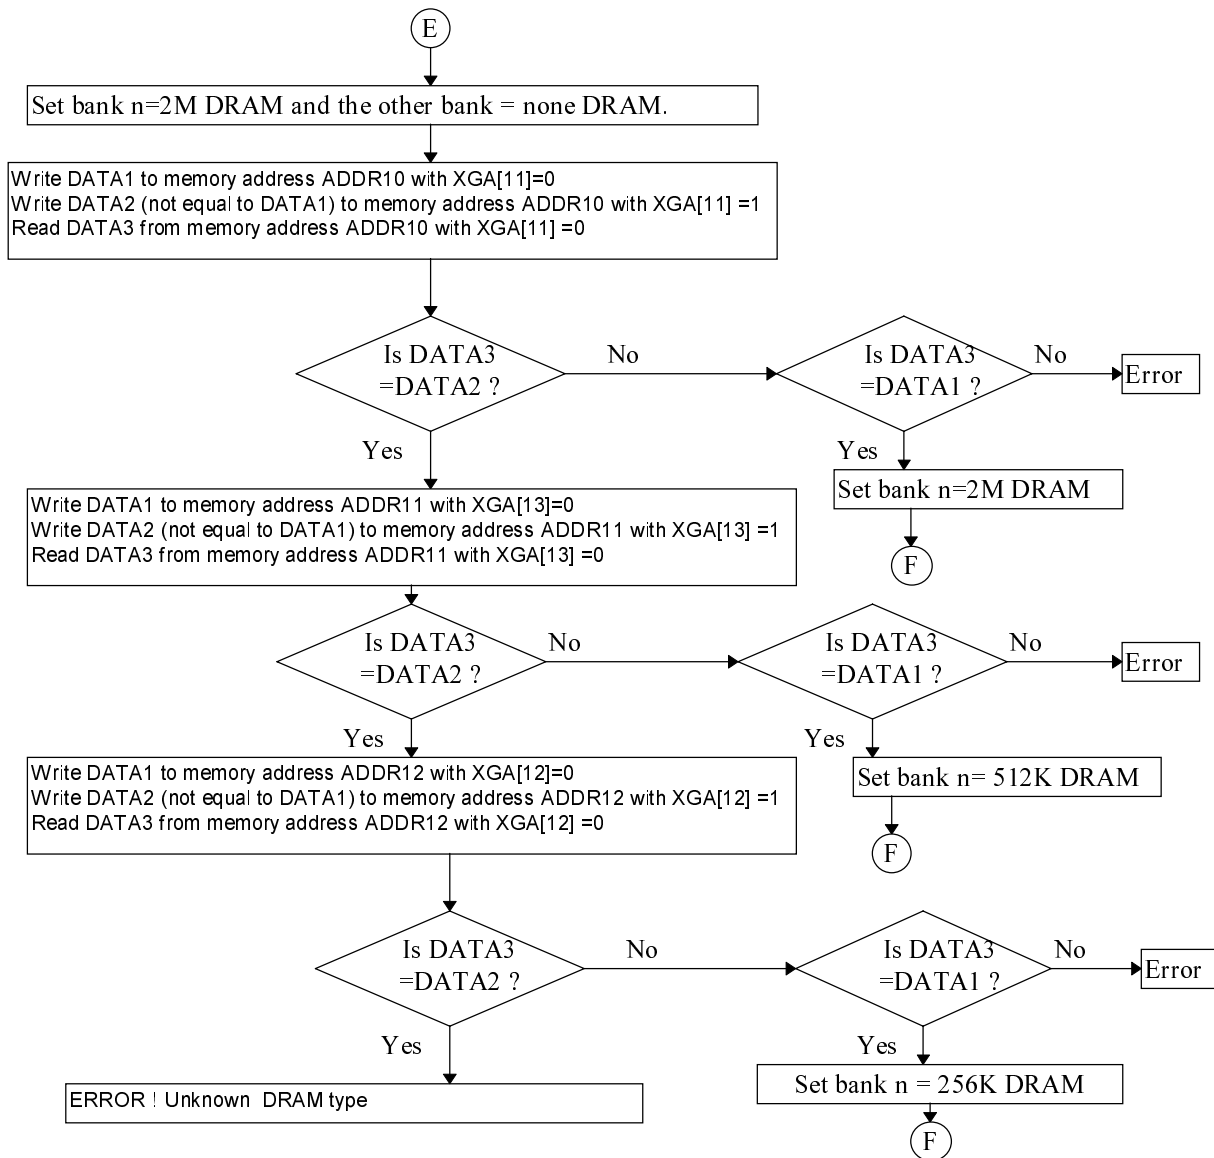 E
Set bank n=2M DRAM and the other bank = none DRAM.
Write DATA1 to memory address ADDR10 with XGA[11]=0
Write DATA2 (not equal to DATA1) to memory address ADDR10 with XGA[11] =1
Read DATA3 from memory address ADDR10 with XGA[11] =0
Is DATA3
=DATA2 ?
No
Is DATA3
=DATA1 ?
No
Error
Yes
Yes
Set bank n=2M DRAM
F
Write DATA1 to memory address ADDR11 with XGA[13]=0
Write DATA2 (not equal to DATA1) to memory address ADDR11 with XGA[13] =1
Read DATA3 from memory address ADDR11 with XGA[13] =0
Is DATA3
=DATA2 ?
No
Is DATA3
=DATA1 ?
No
Error
Yes
Yes
Set bank n= 512K DRAM
F
Write DATA1 to memory address ADDR12 with XGA[12]=0
Write DATA2 (not equal to DATA1) to memory address ADDR12 with XGA[12] =1
Read DATA3 from memory address ADDR12 with XGA[12] =0
Is DATA3
=DATA2 ?
No
Is DATA3
=DATA1 ?
No
Error
Yes
Yes
Set bank n = 256K DRAM
F
ERROR ! Unknown  DRAM type